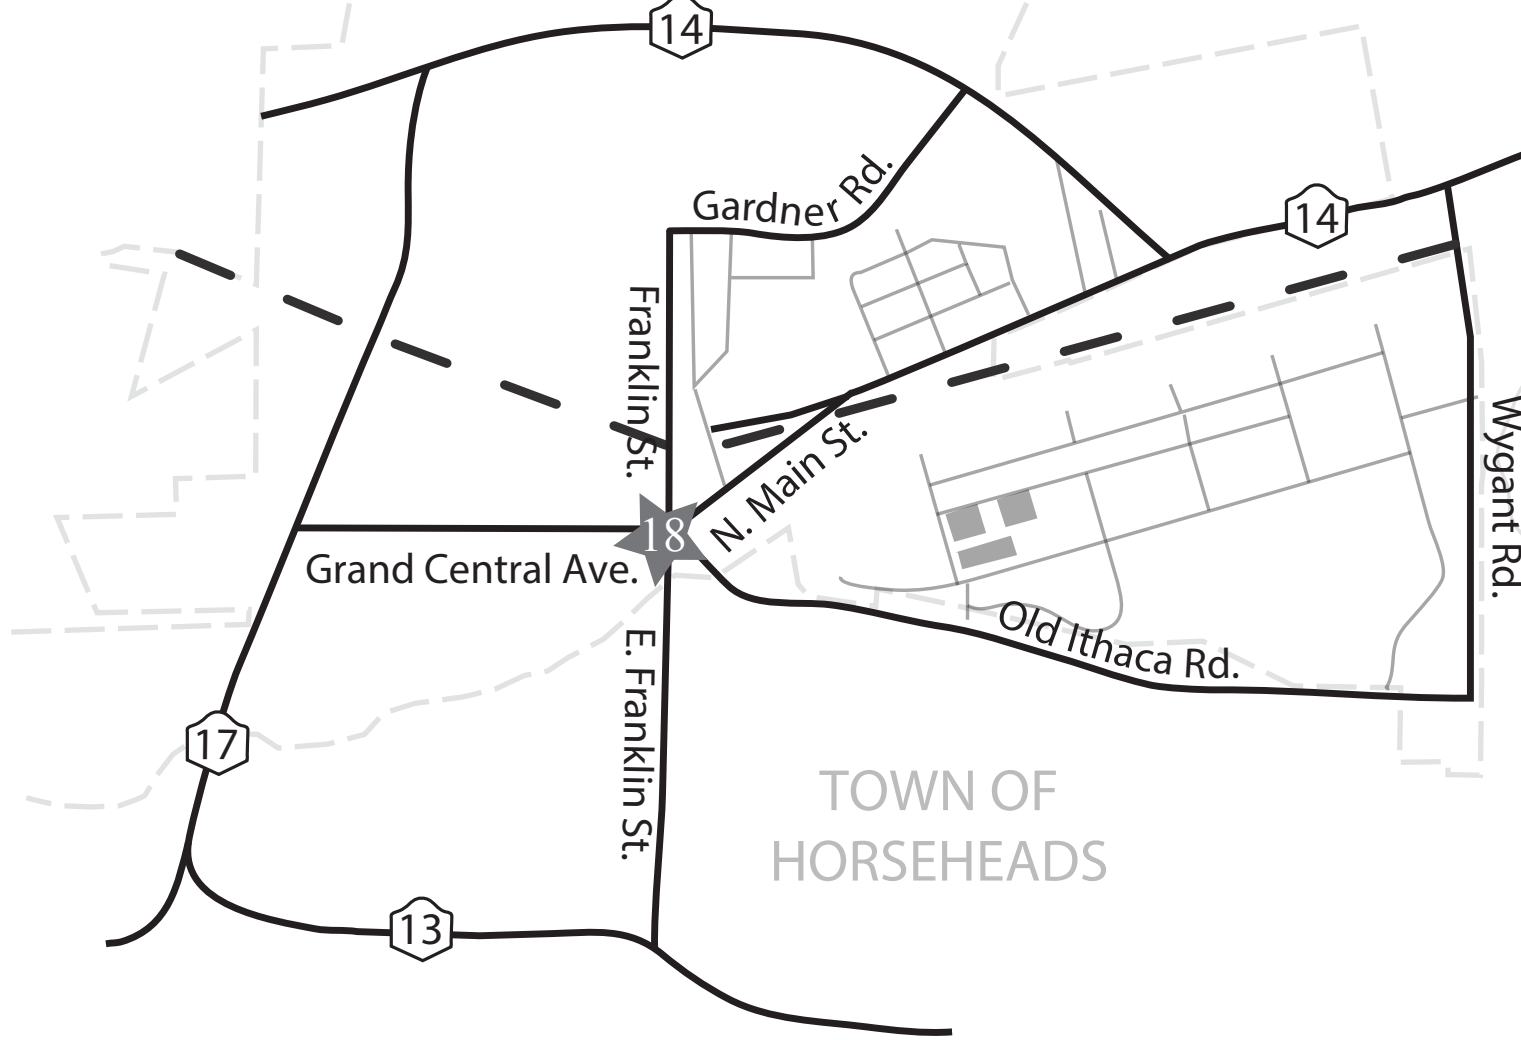 14
Gardner Rd.
14
Franklin St.
N. Main St.
Wygant Rd.
18
Grand Central Ave.
Old Ithaca Rd.
E. Franklin St.
17
TOWN OF
HORSEHEADS
13